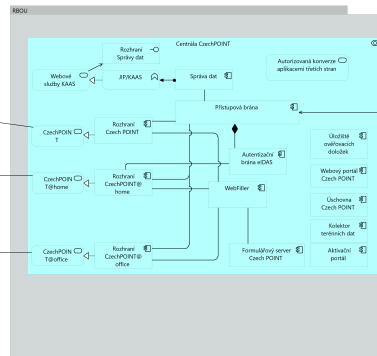 RBOU
Centrála CzechPOINT
Rozhraní
Správy dat
Autorizovaná konverze
aplikacemi třetích stran
Webové
služby KAAS
JIP/KAAS
Správa dat
Přístupová brána
CzechPOIN
T
Rozhraní
Czech POINT
Úložiště
ověřovacích
doložek
Autentizační
brána eIDAS
Webový portál
Czech POINT
CzechPOIN
T@home
Rozhraní
CzechPOINT@
home
WebFiller
Úschovna
Czech POINT
Kolektor
terénních dat
CzechPOIN
T@office
Rozhraní
CzechPOINT@
office
Formulářový server
Czech POINT
Aktivační
portál